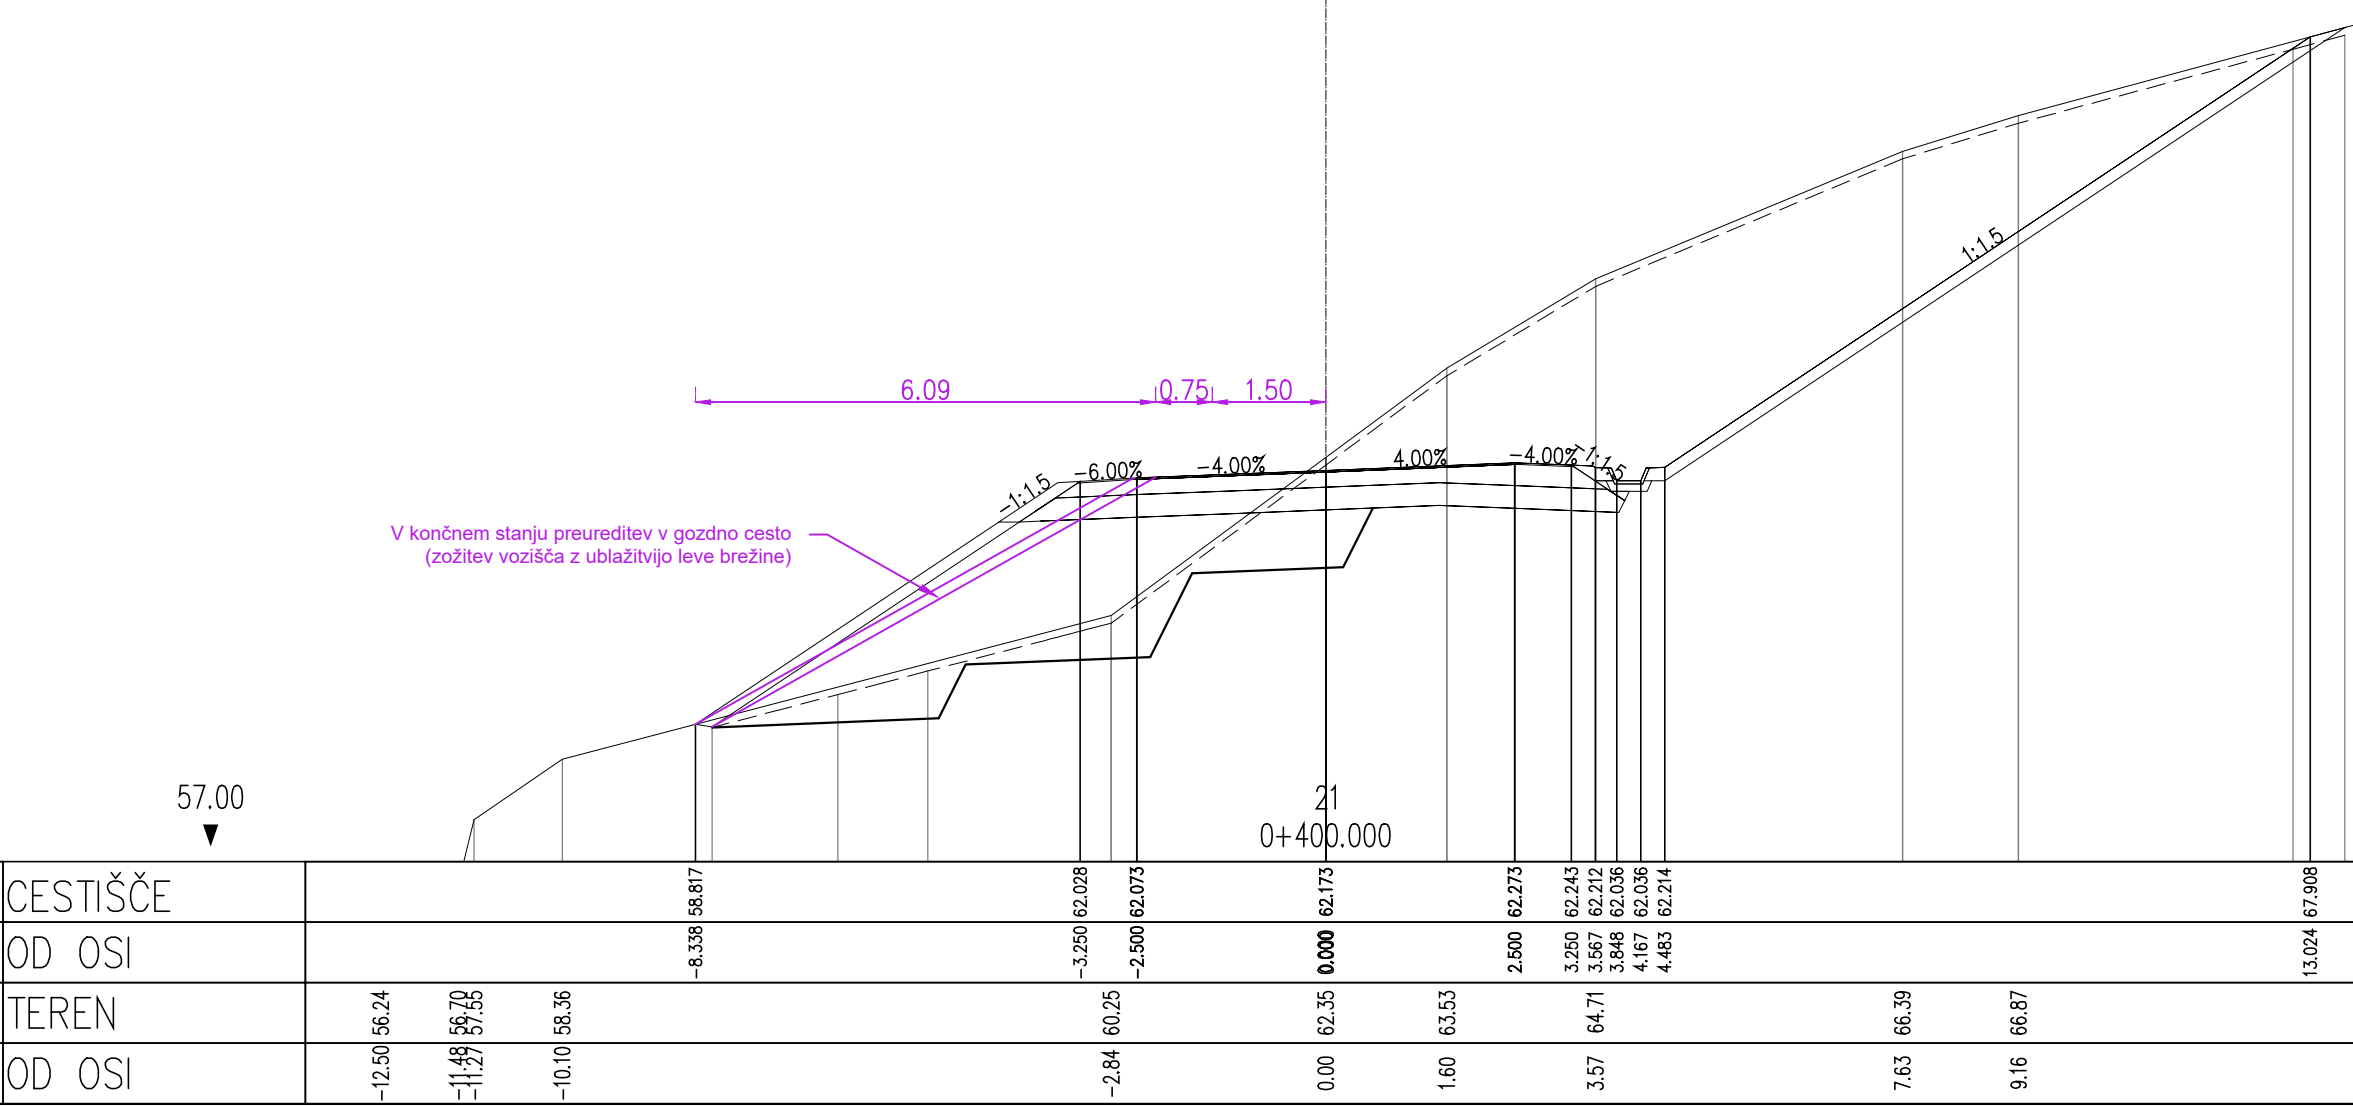 6.09 0.75 1.50
-1:1.5 -6.00% -4.00% 4.00% -4.00% -1:1.5
1:1.5
V končnem stanju preureditev v gozdno cesto
(zožitev vozišča z ublažitvijo leve brežine)
57.00
21
0+400.000
CESTIŠČE 58.817 62.028 62.073 62.173 62.273 62.243 62.212 62.036 62.036 62.214 67.908
OD OSI -8.338 -3.250 -2.500 0.000 2.500 3.250 3.567 3.848 4.167 4.483 13.024
TEREN 56.24 56.70 57.55 58.36 60.25 62.35 63.53 64.71 66.39 66.87
OD OSI -12.50 -11.48 -11.27 -10.10 -2.84 0.00 1.60 3.57 7.63 9.16